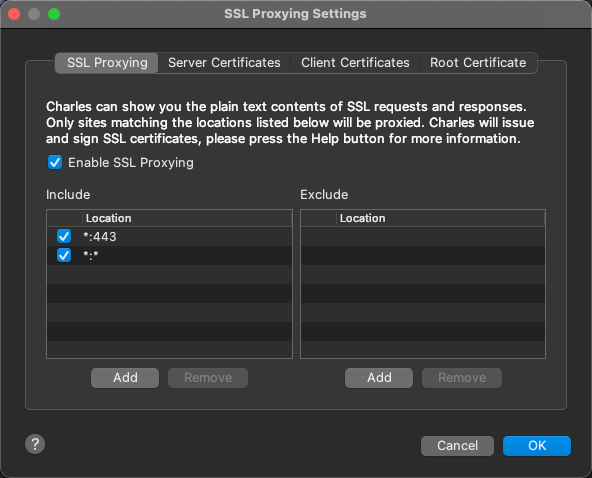 SSL Proxying Settings
SSL Proxying Server Certificates Client Certificates Root Certificate
Charles can show you the plain text contents of SSL requests and responses.
Only sites matching the locations listed below will be proxied. Charles will issue
and sign SSL certificates, please press the Help button for more information.
Enable SSL Proxying
Include
Location
*:443
*:*
Add Remove
Exclude
Location
Add Remove
?
Cancel OK